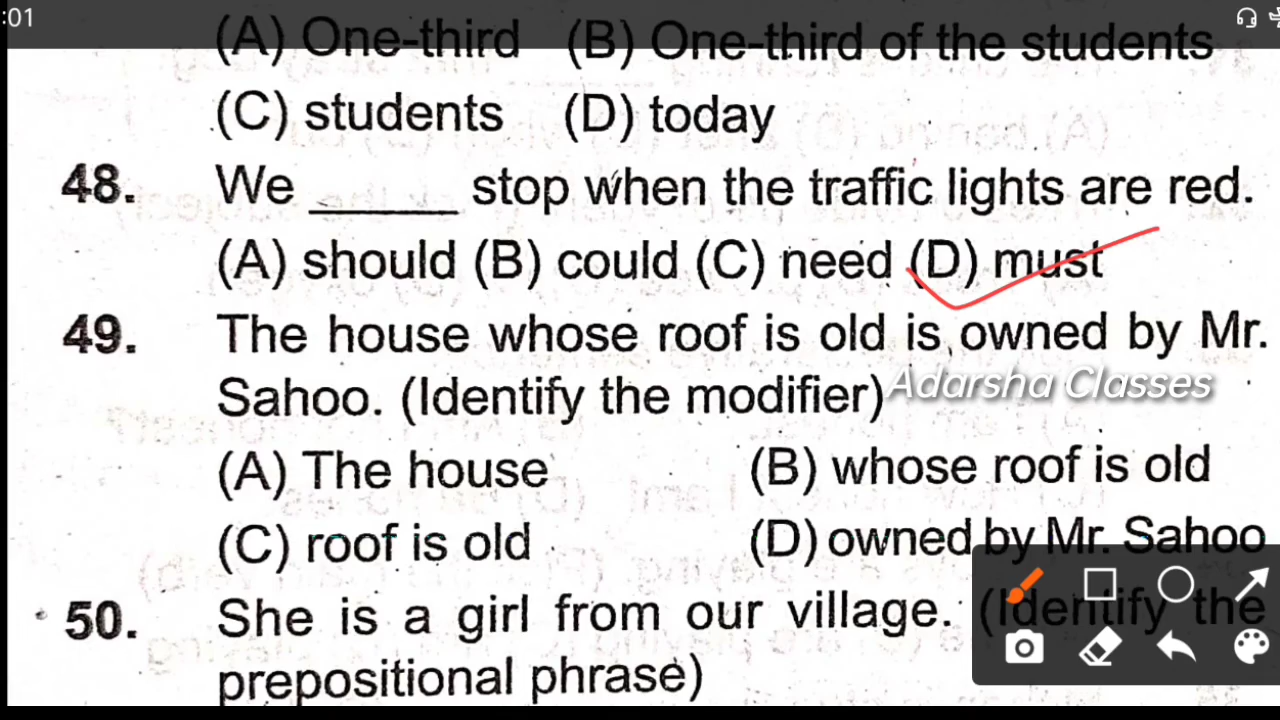 :01
(A) One-third (B) One-third of the students
(C) students (D) today
48. We ______ stop when the traffic lights are red.
(A) should (B) could (C) need (D) must
49. The house whose roof is old is owned by Mr.
Sahoo. (Identify the modifier)
Adarsha Classes
(A) The house (B) whose roof is old
(C) roof is old (D) owned by Mr. Sahoo
50. She is a girl from our village. (Identify the
prepositional phrase)